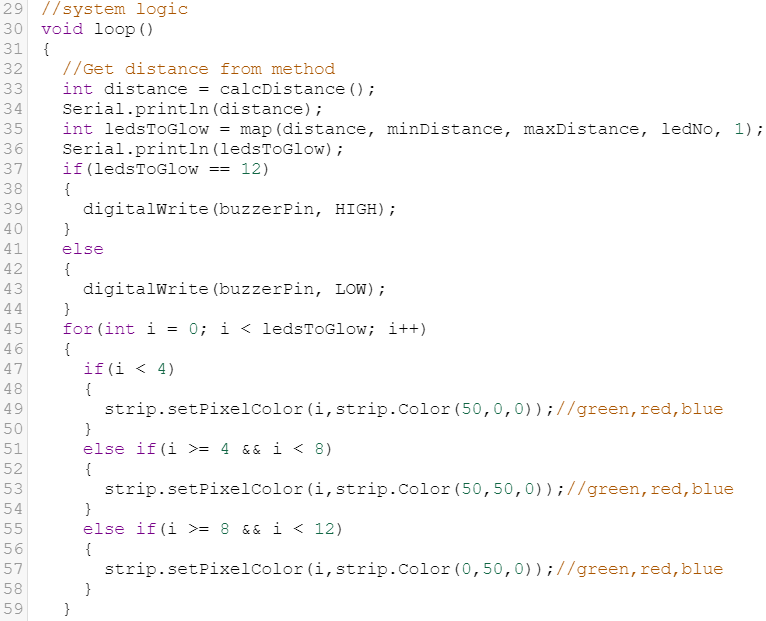 29 //system logic
30 void loop()
31 {
32   //Get distance from method
33   int distance = calcDistance();
34   Serial.println(distance);
35   int ledsToGlow = map(distance, minDistance, maxDistance, ledNo, 1);
36   Serial.println(ledsToGlow);
37   if(ledsToGlow == 12)
38   {
39     digitalWrite(buzzerPin, HIGH);
40   }
41   else
42   {
43     digitalWrite(buzzerPin, LOW);
44   }
45   for(int i = 0; i < ledsToGlow; i++)
46   {
47     if(i < 4)
48     {
49       strip.setPixelColor(i,strip.Color(50,0,0));//green,red,blue
50     }
51     else if(i >= 4 && i < 8)
52     {
53       strip.setPixelColor(i,strip.Color(50,50,0));//green,red,blue
54     }
55     else if(i >= 8 && i < 12)
56     {
57       strip.setPixelColor(i,strip.Color(0,50,0));//green,red,blue
58     }
59   }